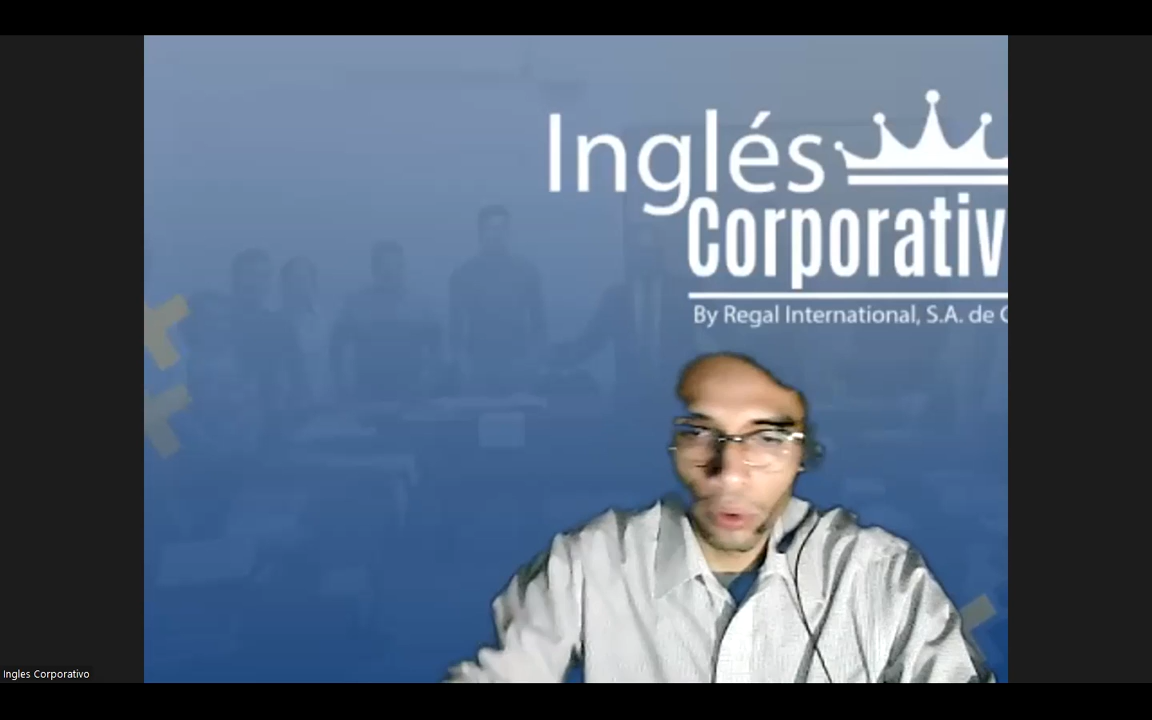 Inglés
Corporativ
By Regal International, S.A. de C
Ingles Corporativo